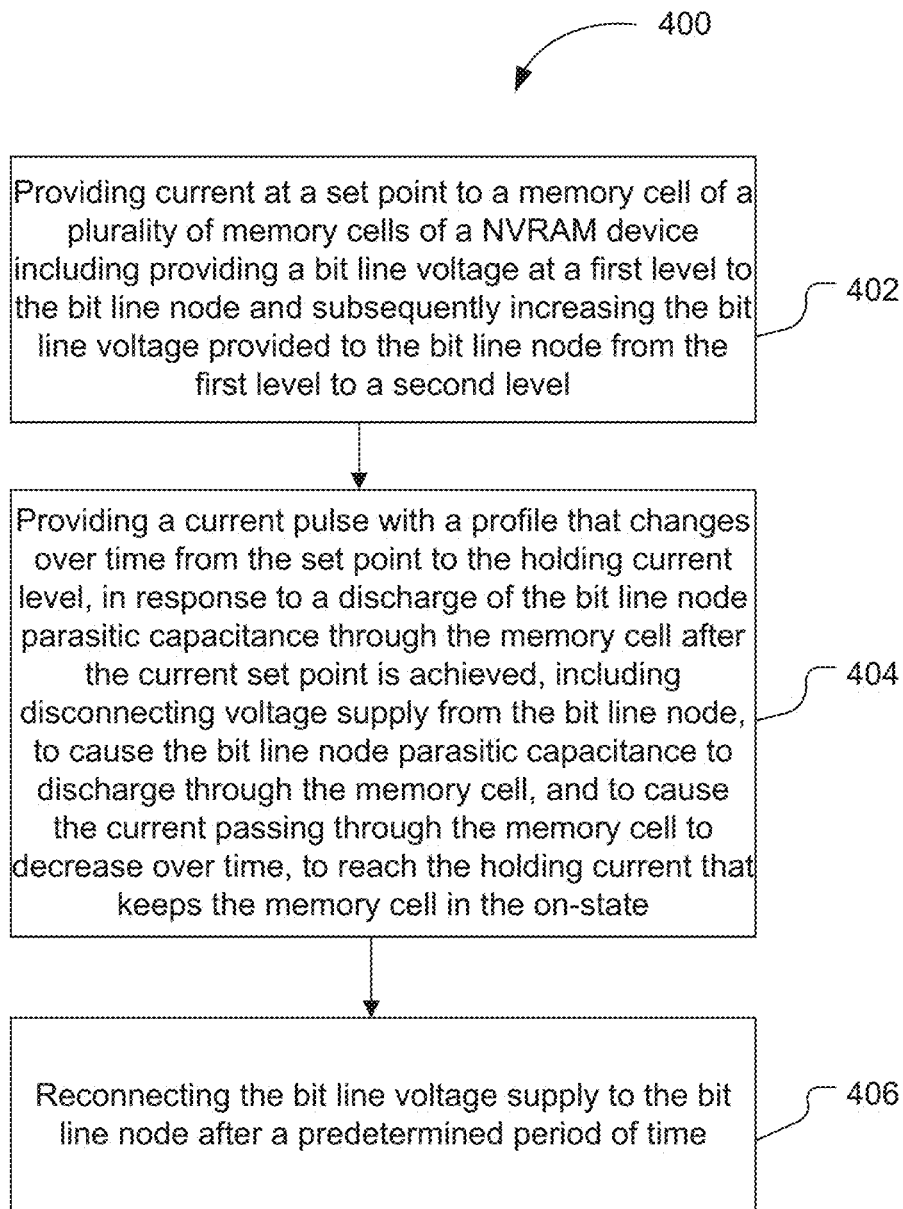 400
Providing current at a set point to a memory cell of a
plurality of memory cells of a NVRAM device
including providing a bit line voltage at a first level to
the bit line node and subsequently increasing the bit
line voltage provided to the bit line node from the
first level to a second level
402
Providing a current pulse with a profile that changes
over time from the set point to the holding current
level, in response to a discharge of the bit line node
parasitic capacitance through the memory cell after
the current set point is achieved, including
disconnecting voltage supply from the bit line node,
to cause the bit line node parasitic capacitance to
discharge through the memory cell, and to cause
the current passing through the memory cell to
decrease over time, to reach the holding current that
keeps the memory cell in the on-state
404
Reconnecting the bit line voltage supply to the bit
line node after a predetermined period of time
406